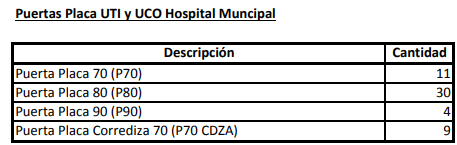 Puertas Placa UTI y UCO Hospital Muncipal
Descripción Cantidad
Puerta Placa 70 (P70) 11
Puerta Placa 80 (P80) 30
Puerta Placa 90 (P90) 4
Puerta Placa Corrediza 70 (P70 CDZA) 9